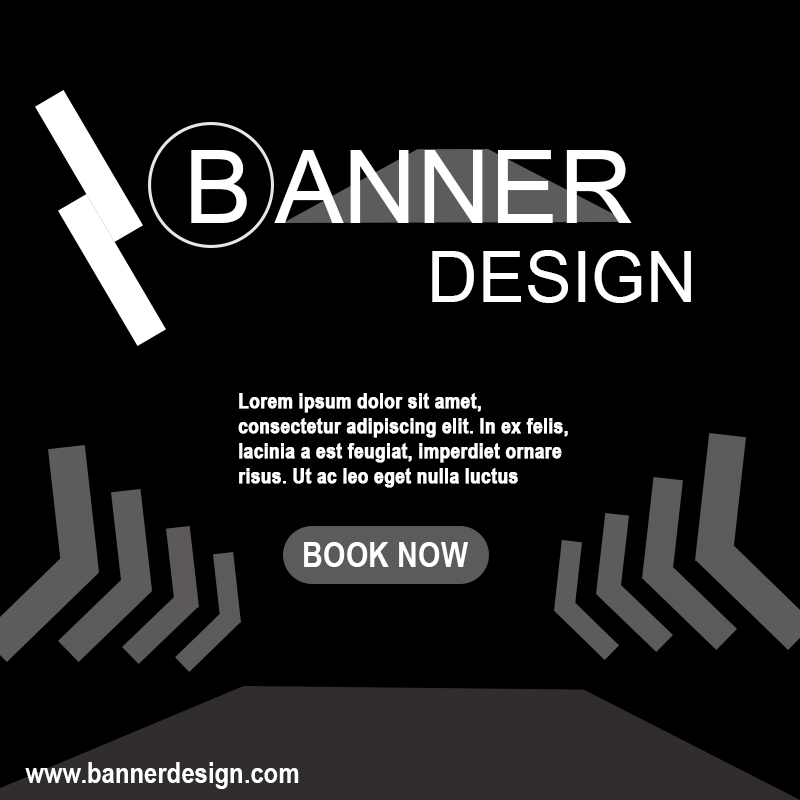 BANNER
DESIGN
Lorem ipsum dolor sit amet,
consectetur adipiscing elit. In ex felis,
lacinia a est feugiat, imperdiet ornare
risus. Ut ac leo eget nulla luctus
BOOK NOW
www.bannerdesign.com